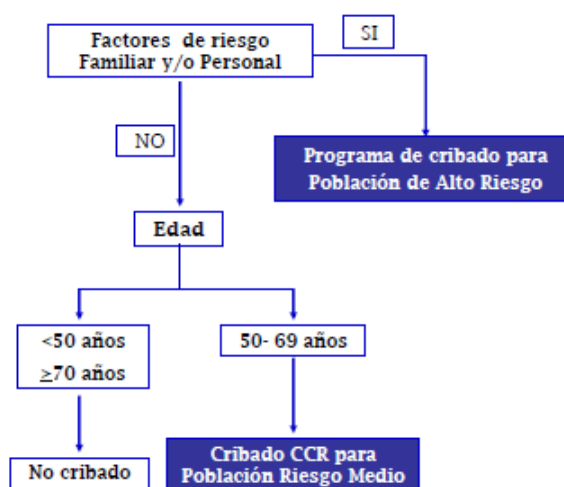 Factores de riesgo
Familiar y/o Personal
SI
NO
Programa de cribado para
Población de Alto Riesgo
Edad
<50 años
≥70 años
50- 69 años
No cribado
Cribado CCR para
Población Riesgo Medio